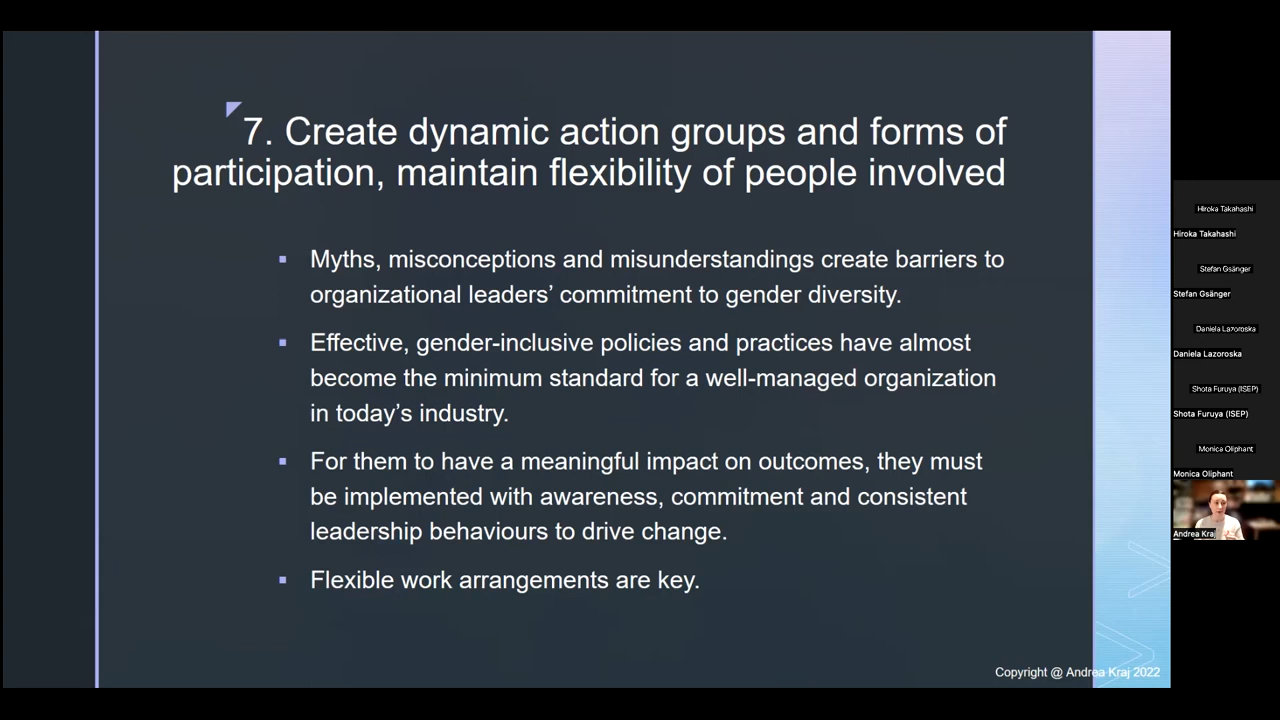 7. Create dynamic action groups and forms of
participation, maintain flexibility of people involved
Myths, misconceptions and misunderstandings create barriers to
organizational leaders’ commitment to gender diversity.
Effective, gender-inclusive policies and practices have almost
become the minimum standard for a well-managed organization
in today’s industry.
For them to have a meaningful impact on outcomes, they must
be implemented with awareness, commitment and consistent
leadership behaviours to drive change.
Flexible work arrangements are key.
Copyright @ Andrea Kraj 2022
Hiroka Takahashi
Hiroka Takahashi
Stefan Gsänger
Stefan Gsänger
Daniela Lazoroska
Daniela Lazoroska
Shota Furuya (ISEP)
Shota Furuya (ISEP)
Monica Oliphant
Monica Oliphant
Andrea Kraj